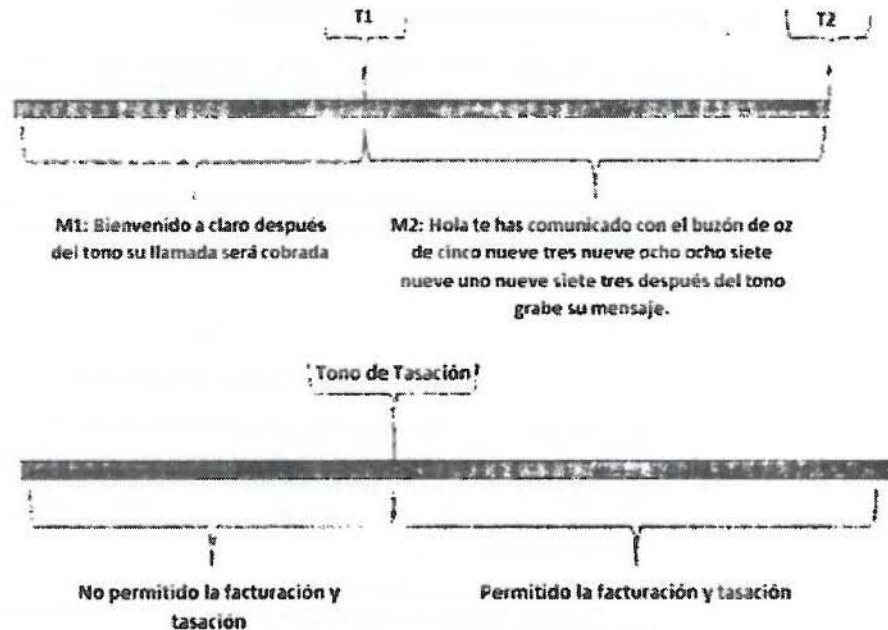 T1
T2
M1: Bienvenido a claro después
del tono su llamada será cobrada
M2: Hola te has comunicado con el buzón de oz
de cinco nueve tres nueve ocho ocho siete
nueve uno nueve siete tres después del tono
grabe su mensaje.
Tono de Tasación
No permitido la facturación y
tasación
Permitido la facturación y tasación